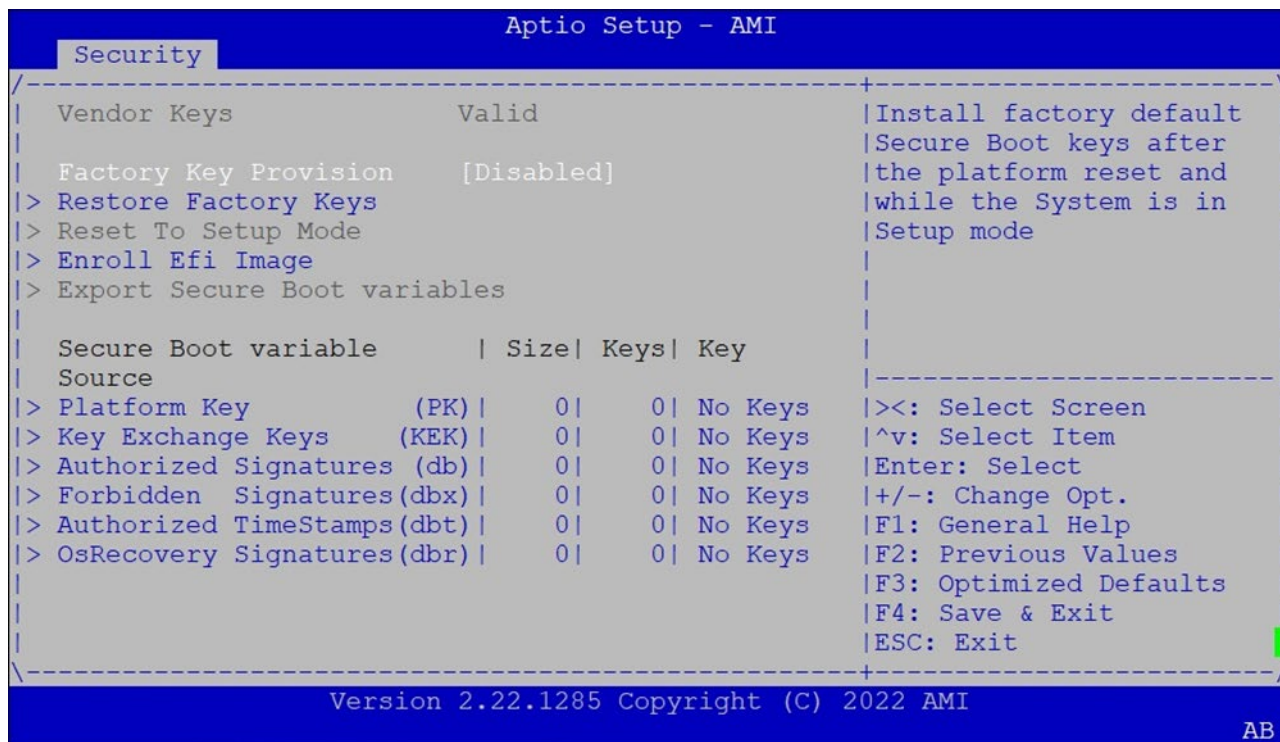 Aptio Setup - AMI
Security
/----------------------------------------------------+-------------------------\
|  Vendor Keys               Valid                    |Install factory default
|                                                     |Secure Boot keys after
|  Factory Key Provision     [Disabled]               |the platform reset and
|> Restore Factory Keys                               |while the System is in
|> Reset To Setup Mode                                |Setup mode
|> Enroll Efi Image                                   |
|> Export Secure Boot variables                       |
|                                                     |
|  Secure Boot variable      | Size| Keys| Key        |
|  Source                                             |-------------------------
|> Platform Key          (PK)|    0|    0| No Keys    |><: Select Screen
|> Key Exchange Keys    (KEK)|    0|    0| No Keys    |^v: Select Item
|> Authorized Signatures (db)|    0|    0| No Keys    |Enter: Select
|> Forbidden  Signatures(dbx)|    0|    0| No Keys    |+/-: Change Opt.
|> Authorized TimeStamps(dbt)|    0|    0| No Keys    |F1: General Help
|> OsRecovery Signatures(dbr)|    0|    0| No Keys    |F2: Previous Values
|                                                     |F3: Optimized Defaults
|                                                     |F4: Save & Exit
|                                                     |ESC: Exit
\----------------------------------------------------+-------------------------/
Version 2.22.1285 Copyright (C) 2022 AMI
AB